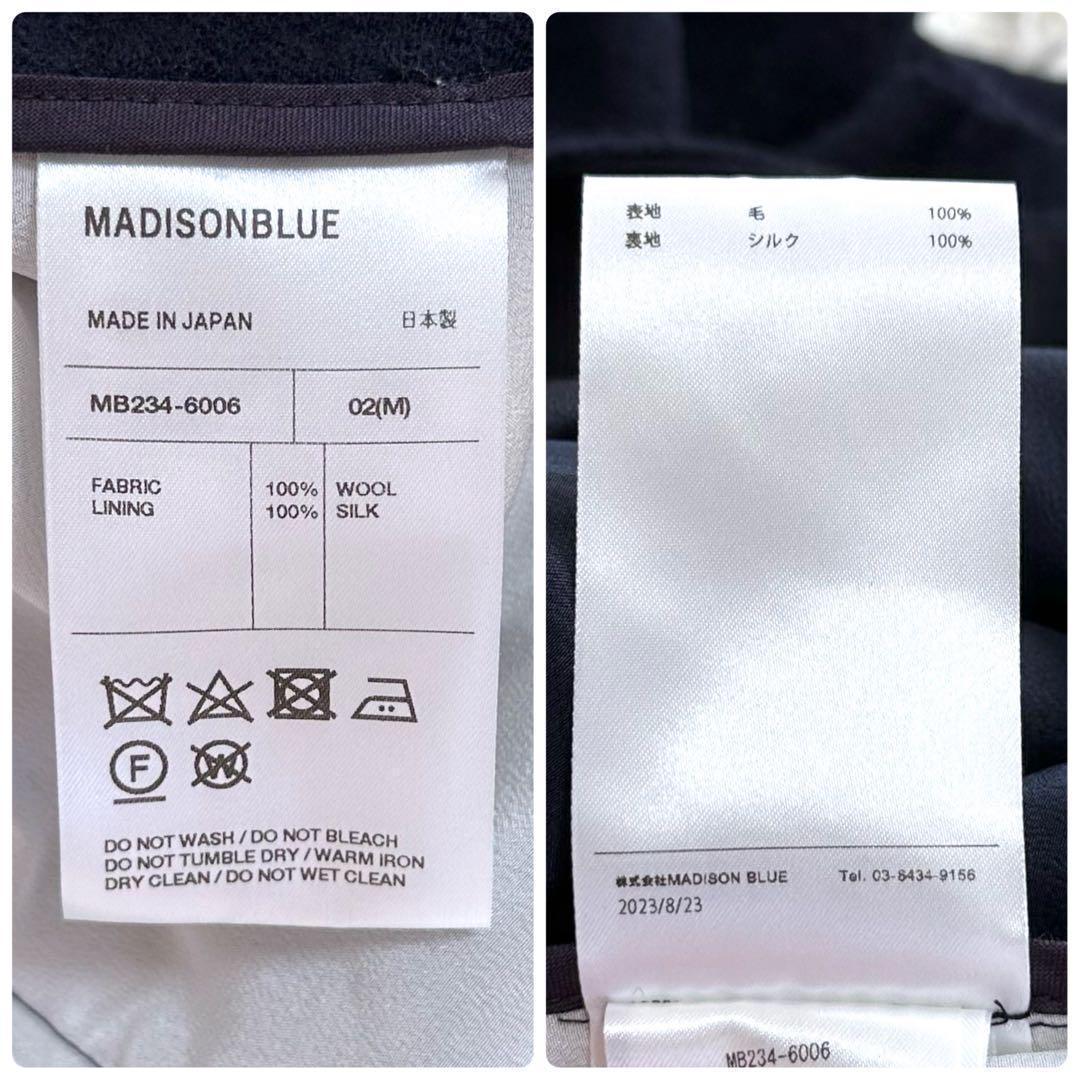 MADISONBLUE
MADE IN JAPAN 日本製
MB234-6006 02(M)
FABRIC 100% WOOL
LINING 100% SILK
F
W
DO NOT WASH / DO NOT BLEACH
DO NOT TUMBLE DRY / WARM IRON
DRY CLEAN / DO NOT WET CLEAN
表地 毛 100%
裏地 シルク 100%
株式会社MADISON BLUE Tel. 03-6434-9156
2023/8/23
MB234-6006